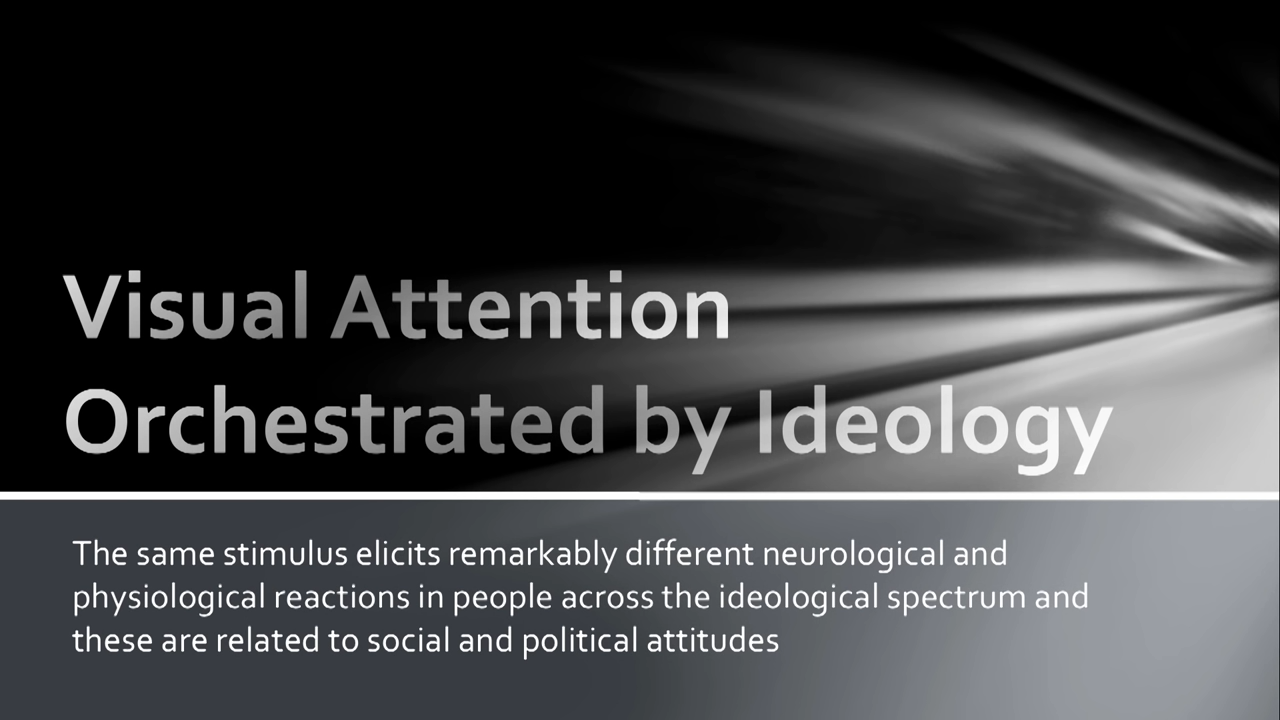 Visual Attention
Orchestrated by Ideology
The same stimulus elicits remarkably different neurological and
physiological reactions in people across the ideological spectrum and
these are related to social and political attitudes